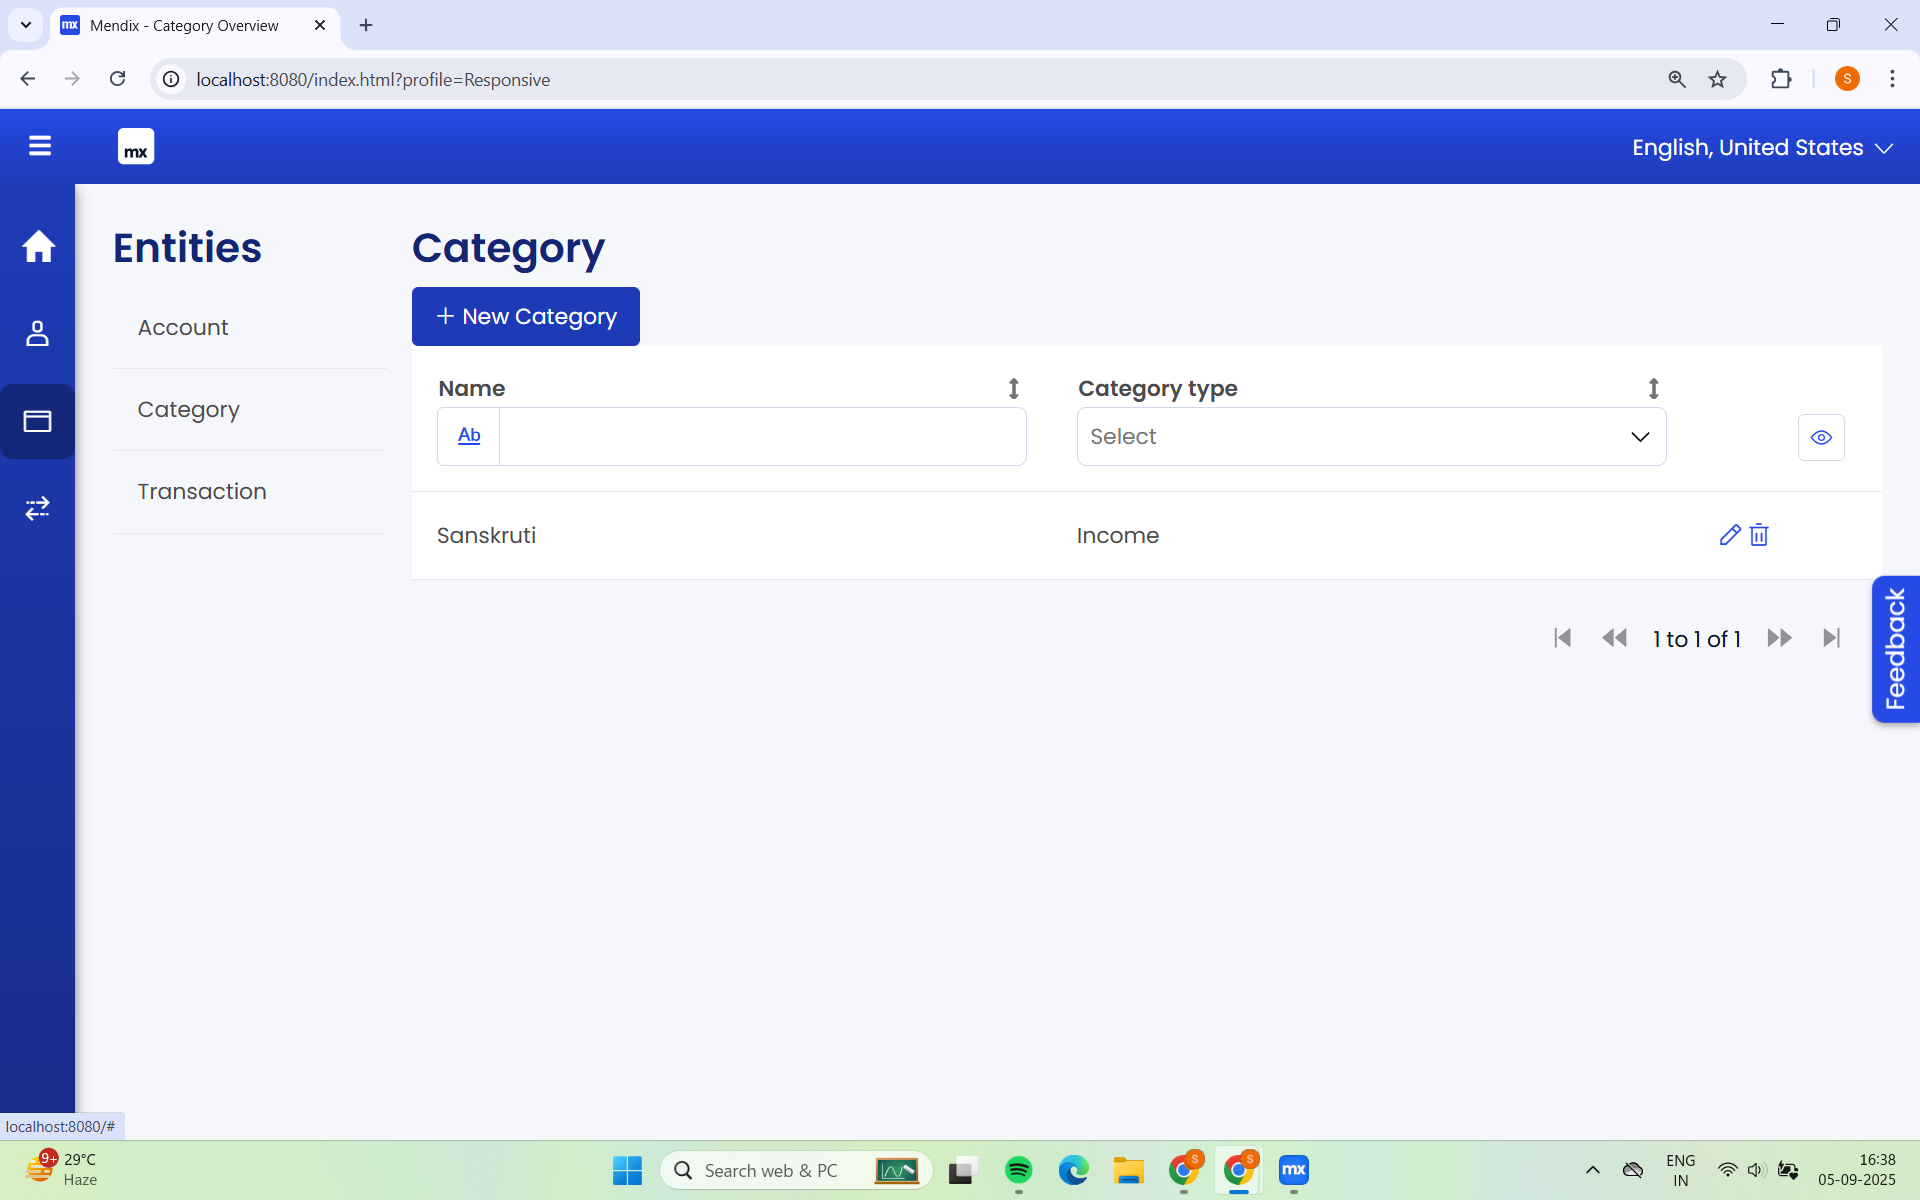 mx Mendix - Category Overview
localhost:8080/index.html?profile=Responsive
S
mx
English, United States
Entities
Account
Category
Transaction
Category
+ New Category
Name
Category type
Ab
Select
Sanskruti
Income
1 to 1 of 1
Feedback
localhost:8080/#
9+
29°C
Haze
Search web & PC
S
S
mx
ENG
IN
16:38
05-09-2025